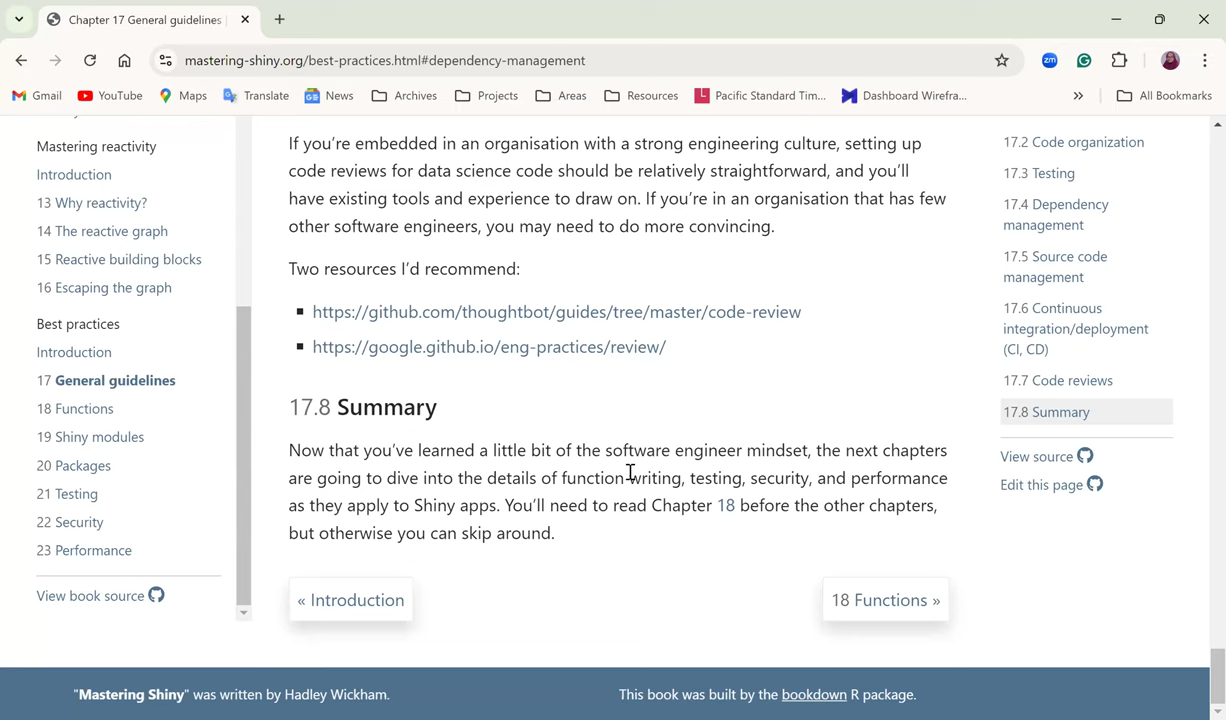 Chapter 17 General guidelines
mastering-shiny.org/best-practices.html#dependency-management
zm
Gmail
YouTube
Maps
Translate
News
Archives
Projects
Areas
Resources
Pacific Standard Tim...
Dashboard Wirefra...
»
All Bookmarks
Mastering reactivity
Introduction
13 Why reactivity?
14 The reactive graph
15 Reactive building blocks
16 Escaping the graph
Best practices
Introduction
17 General guidelines
18 Functions
19 Shiny modules
20 Packages
21 Testing
22 Security
23 Performance
View book source
If you're embedded in an organisation with a strong engineering culture, setting up
code reviews for data science code should be relatively straightforward, and you'll
have existing tools and experience to draw on. If you're in an organisation that has few
other software engineers, you may need to do more convincing.
Two resources I'd recommend:
https://github.com/thoughtbot/guides/tree/master/code-review
https://google.github.io/eng-practices/review/
17.8 Summary
Now that you've learned a little bit of the software engineer mindset, the next chapters
are going to dive into the details of function writing, testing, security, and performance
as they apply to Shiny apps. You'll need to read Chapter 18 before the other chapters,
but otherwise you can skip around.
« Introduction
18 Functions »
17.2 Code organization
17.3 Testing
17.4 Dependency
management
17.5 Source code
management
17.6 Continuous
integration/deployment
(CI, CD)
17.7 Code reviews
17.8 Summary
View source
Edit this page
"Mastering Shiny" was written by Hadley Wickham.
This book was built by the bookdown R package.